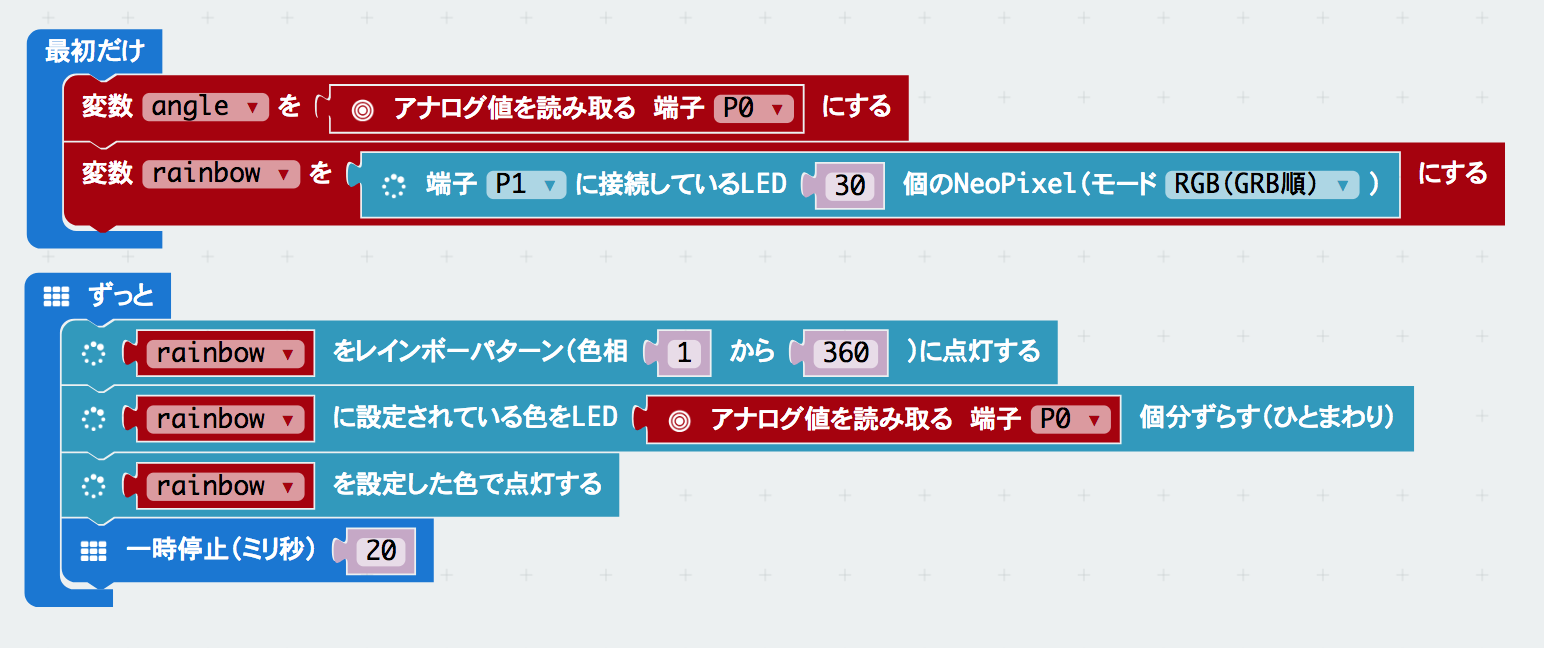 最初だけ
変数 angle ▼ を アナログ値を読み取る 端子 P0 ▼ にする
変数 rainbow ▼ を 端子 P1 ▼ に接続しているLED 30 個のNeoPixel(モード RGB(GRB順) ▼ ) にする
ずっと
rainbow ▼ をレインボーパターン(色相 1 から 360 )に点灯する
rainbow ▼ に設定されている色をLED アナログ値を読み取る 端子 P0 ▼ 個分ずらす(ひとまわり)
rainbow ▼ を設定した色で点灯する
一時停止(ミリ秒) 20